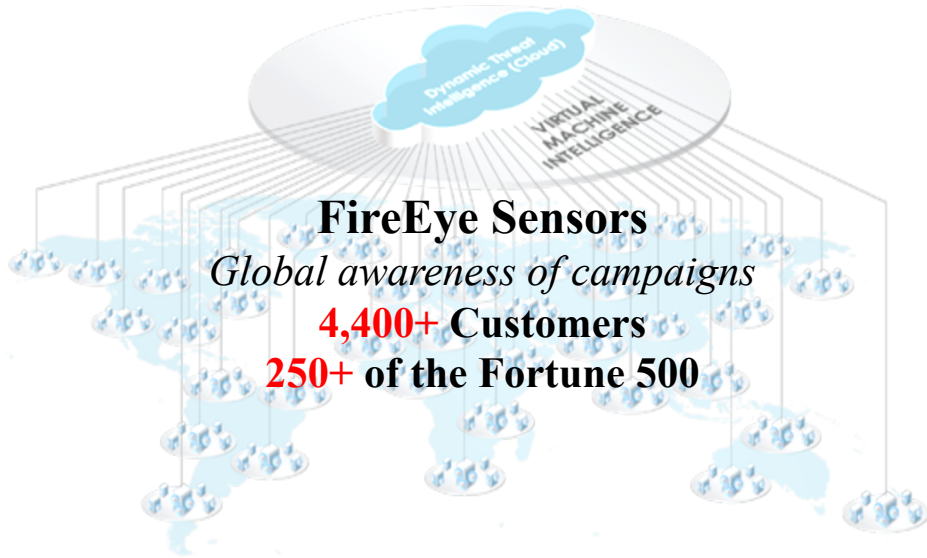 Dynamic Threat
Intelligence (Cloud)
VIRTUAL
MACHINE
INTELLIGENCE
FireEye Sensors
Global awareness of campaigns
4,400+ Customers
250+ of the Fortune 500